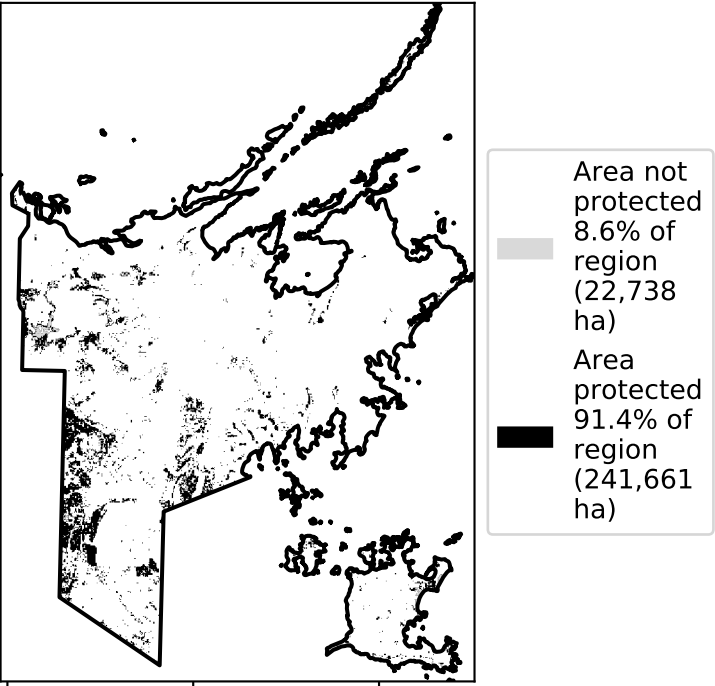 Area not
protected
8.6% of
region
(22,738
ha)
Area
protected
91.4% of
region
(241,661
ha)